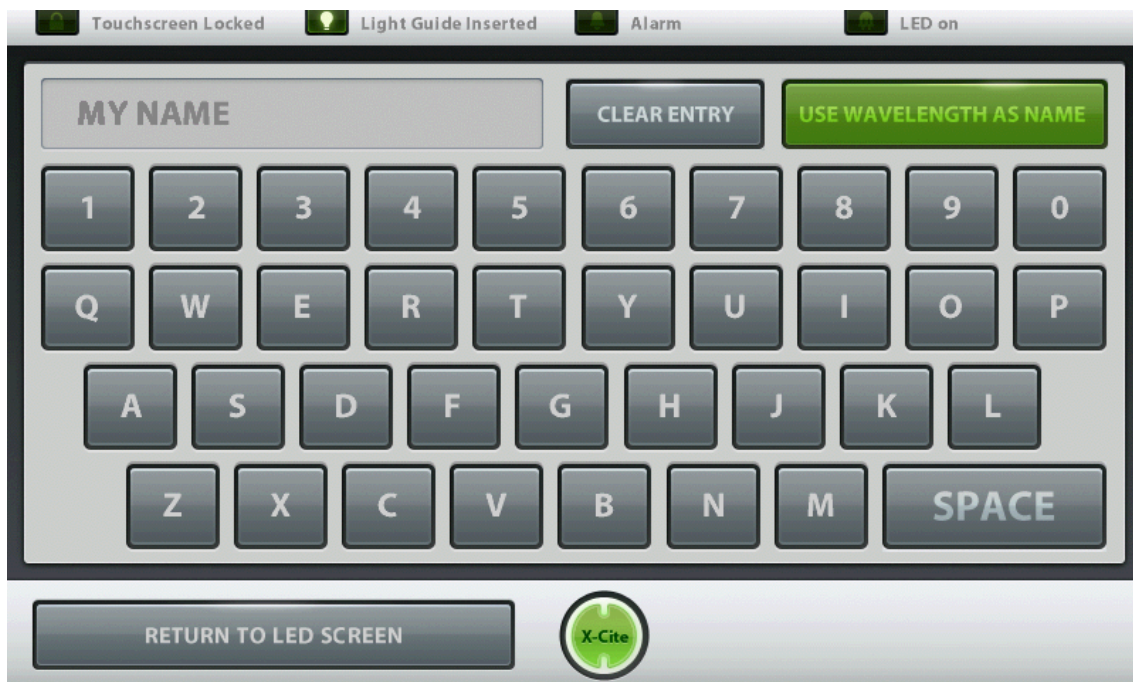 Touchscreen Locked Light Guide Inserted Alarm LED on
MY NAME CLEAR ENTRY USE WAVELENGTH AS NAME
1 2 3 4 5 6 7 8 9 0
Q W E R T Y U I O P
A S D F G H J K L
Z X C V B N M SPACE
RETURN TO LED SCREEN X-Cite